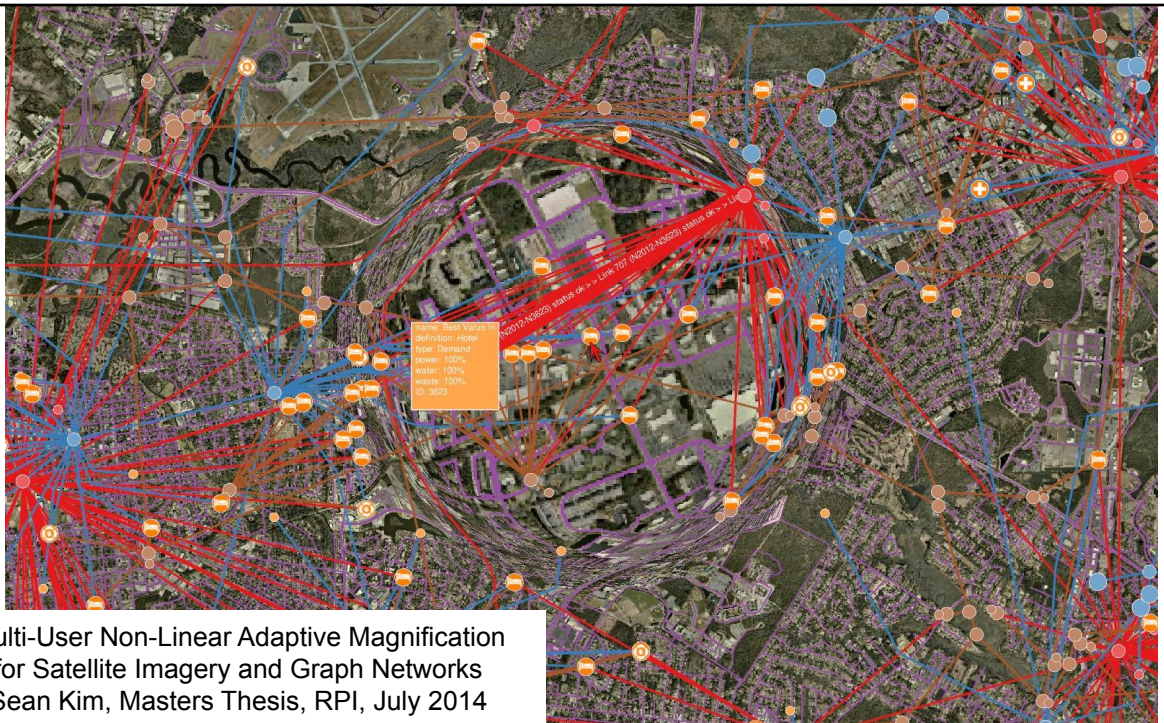 (N2012-N3623) status ok > > Link 707 (N2012-N3623) status ok > > Lin
name: Best Value In
definition: Hotel
type: Demand
power: 100%
water: 100%
waste: 100%
ID: 3623
ulti-User Non-Linear Adaptive Magnification
for Satellite Imagery and Graph Networks
Sean Kim, Masters Thesis, RPI, July 2014